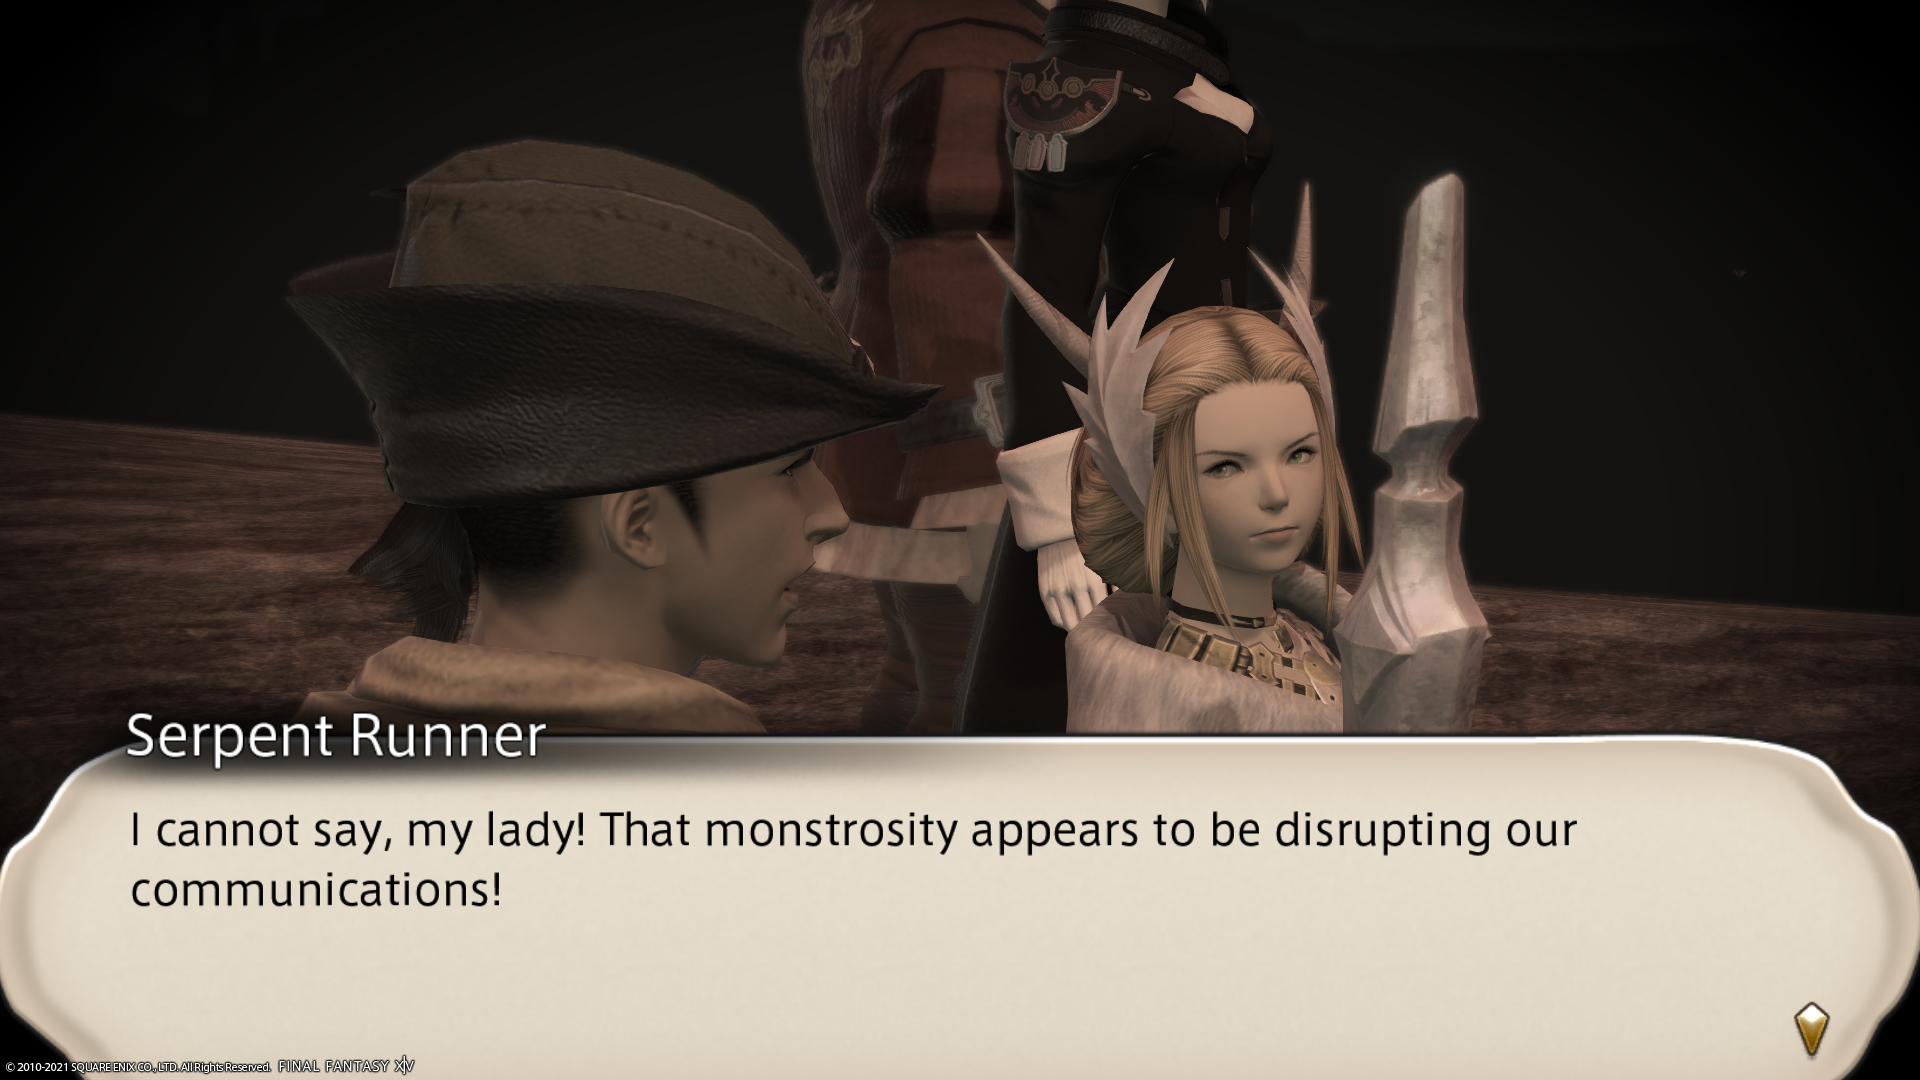 Serpent Runner
I cannot say, my lady! That monstrosity appears to be disrupting our
communications!
© 2010-2021 SQUARE ENIX CO., LTD. All Rights Reserved. FINAL FANTASY XIV